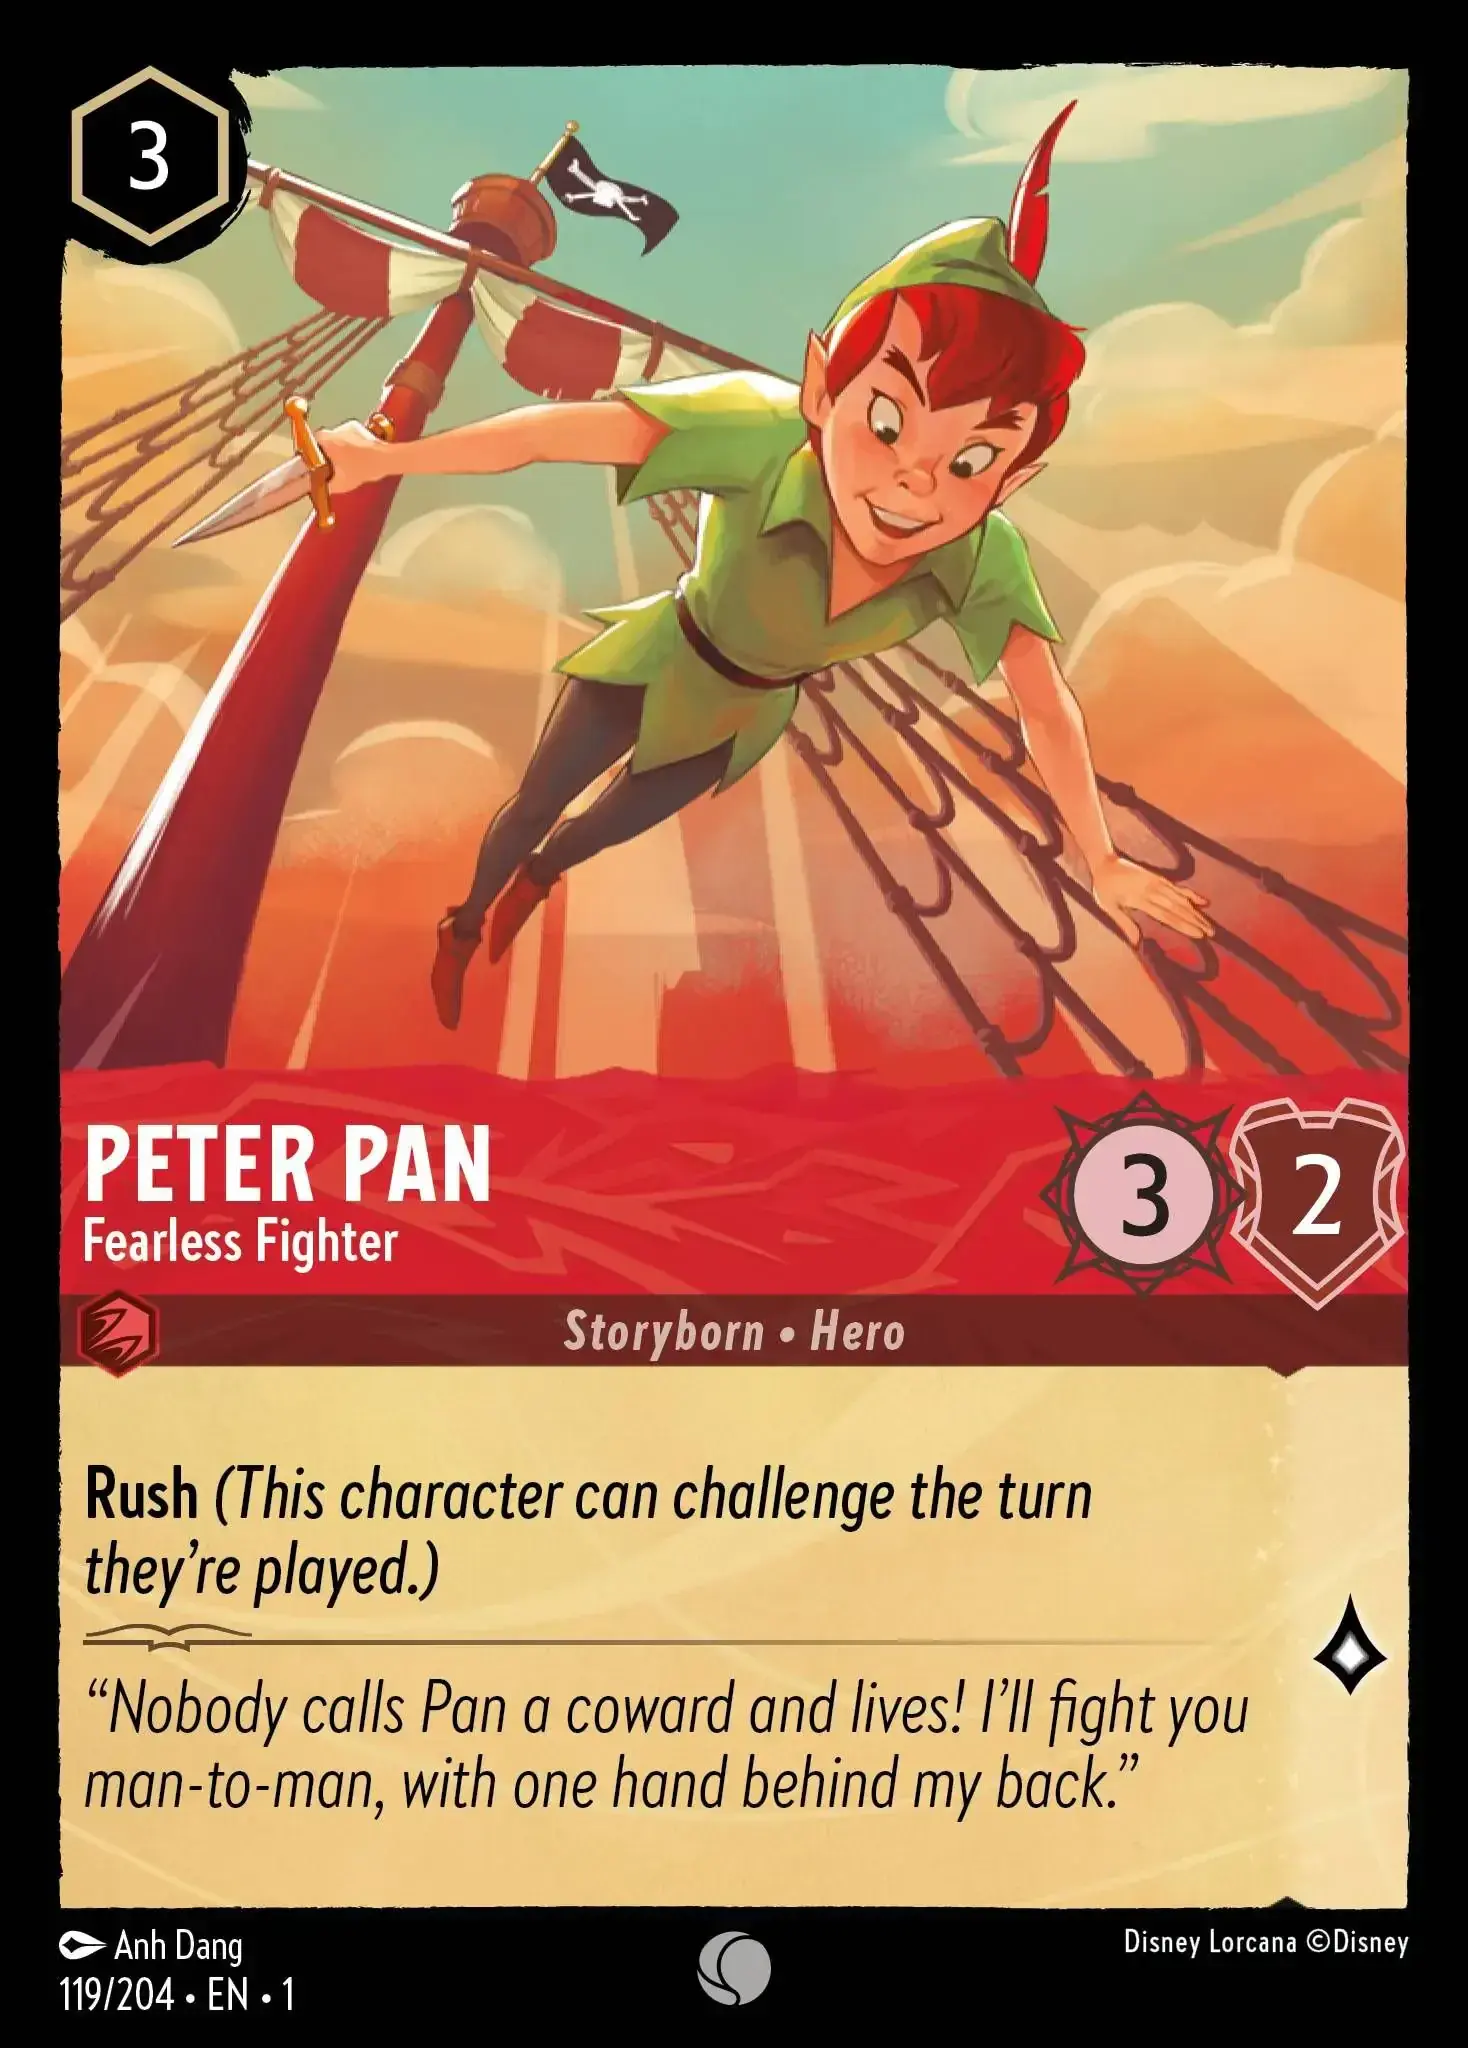 3
PETER PAN
Fearless Fighter
3
2
Storyborn • Hero
Rush (This character can challenge the turn
they’re played.)
“Nobody calls Pan a coward and lives! I’ll fight you
man-to-man, with one hand behind my back.”
Anh Dang
Disney Lorcana ©Disney
119/204 • EN • 1